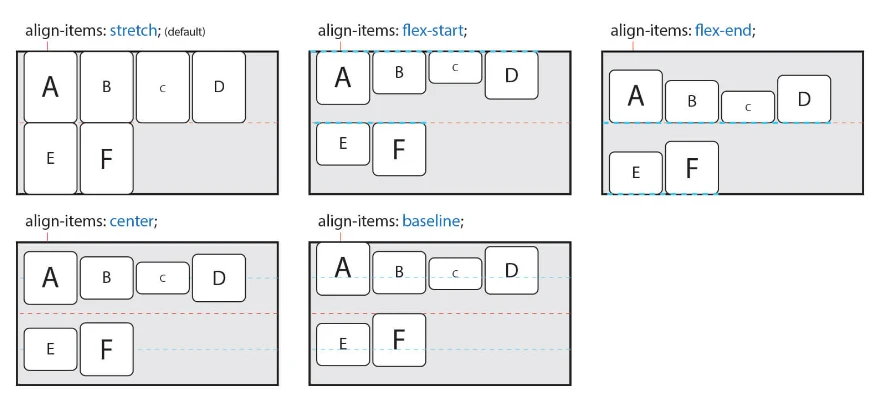 align-items: stretch; (default)
align-items: flex-start;
align-items: flex-end;
A B C D
E F
A B C D
E F
A B C D
E F
align-items: center;
align-items: baseline;
A B C D
E F
A B C D
E F